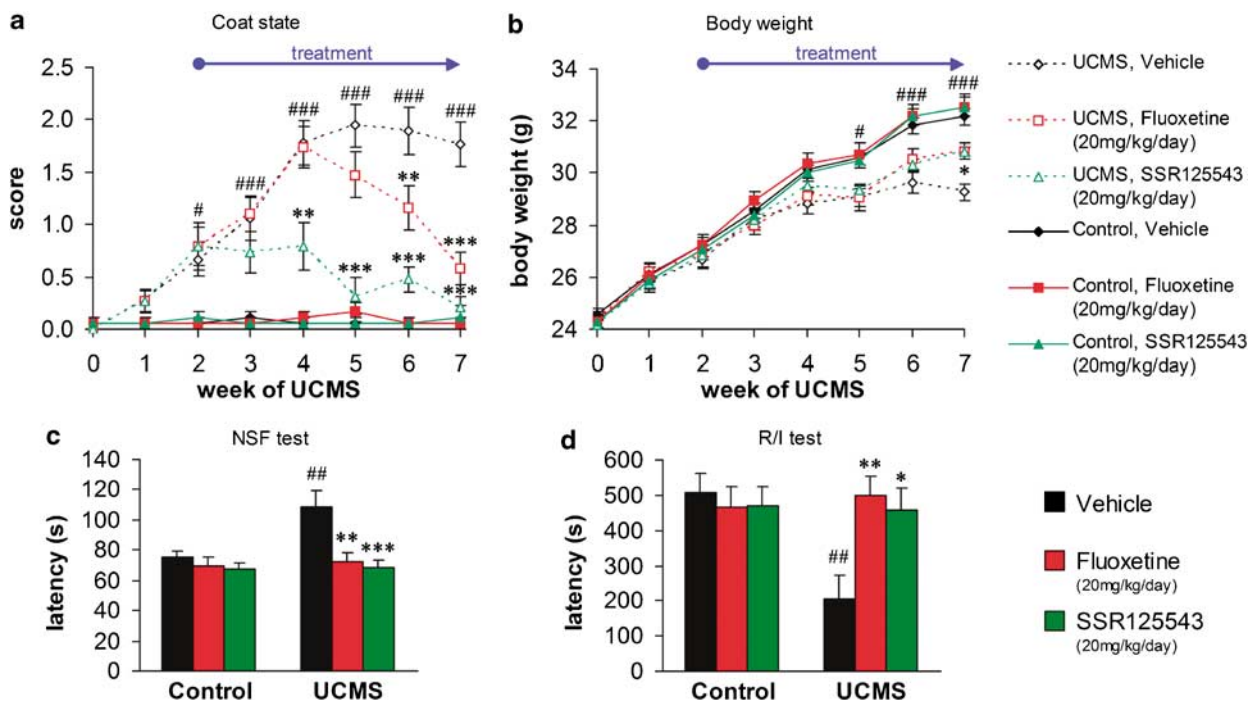 a
Coat state
treatment
2.5
2.0
1.5
1.0
0.5
0.0
score
#
###
###
###
###
###
**
**
***
***
***
***
0 1 2 3 4 5 6 7
week of UCMS
b
Body weight
treatment
34
32
30
28
26
24
body weight (g)
#
###
###
*
0 1 2 3 4 5 6 7
week of UCMS
UCMS, Vehicle
UCMS, Fluoxetine
(20mg/kg/day)
UCMS, SSR125543
(20mg/kg/day)
Control, Vehicle
Control, Fluoxetine
(20mg/kg/day)
Control, SSR125543
(20mg/kg/day)
c
NSF test
140
120
100
80
60
40
20
0
latency (s)
##
**
***
Control UCMS
d
R/I test
600
500
400
300
200
100
0
latency (s)
##
**
*
Control UCMS
Vehicle
Fluoxetine
(20mg/kg/day)
SSR125543
(20mg/kg/day)